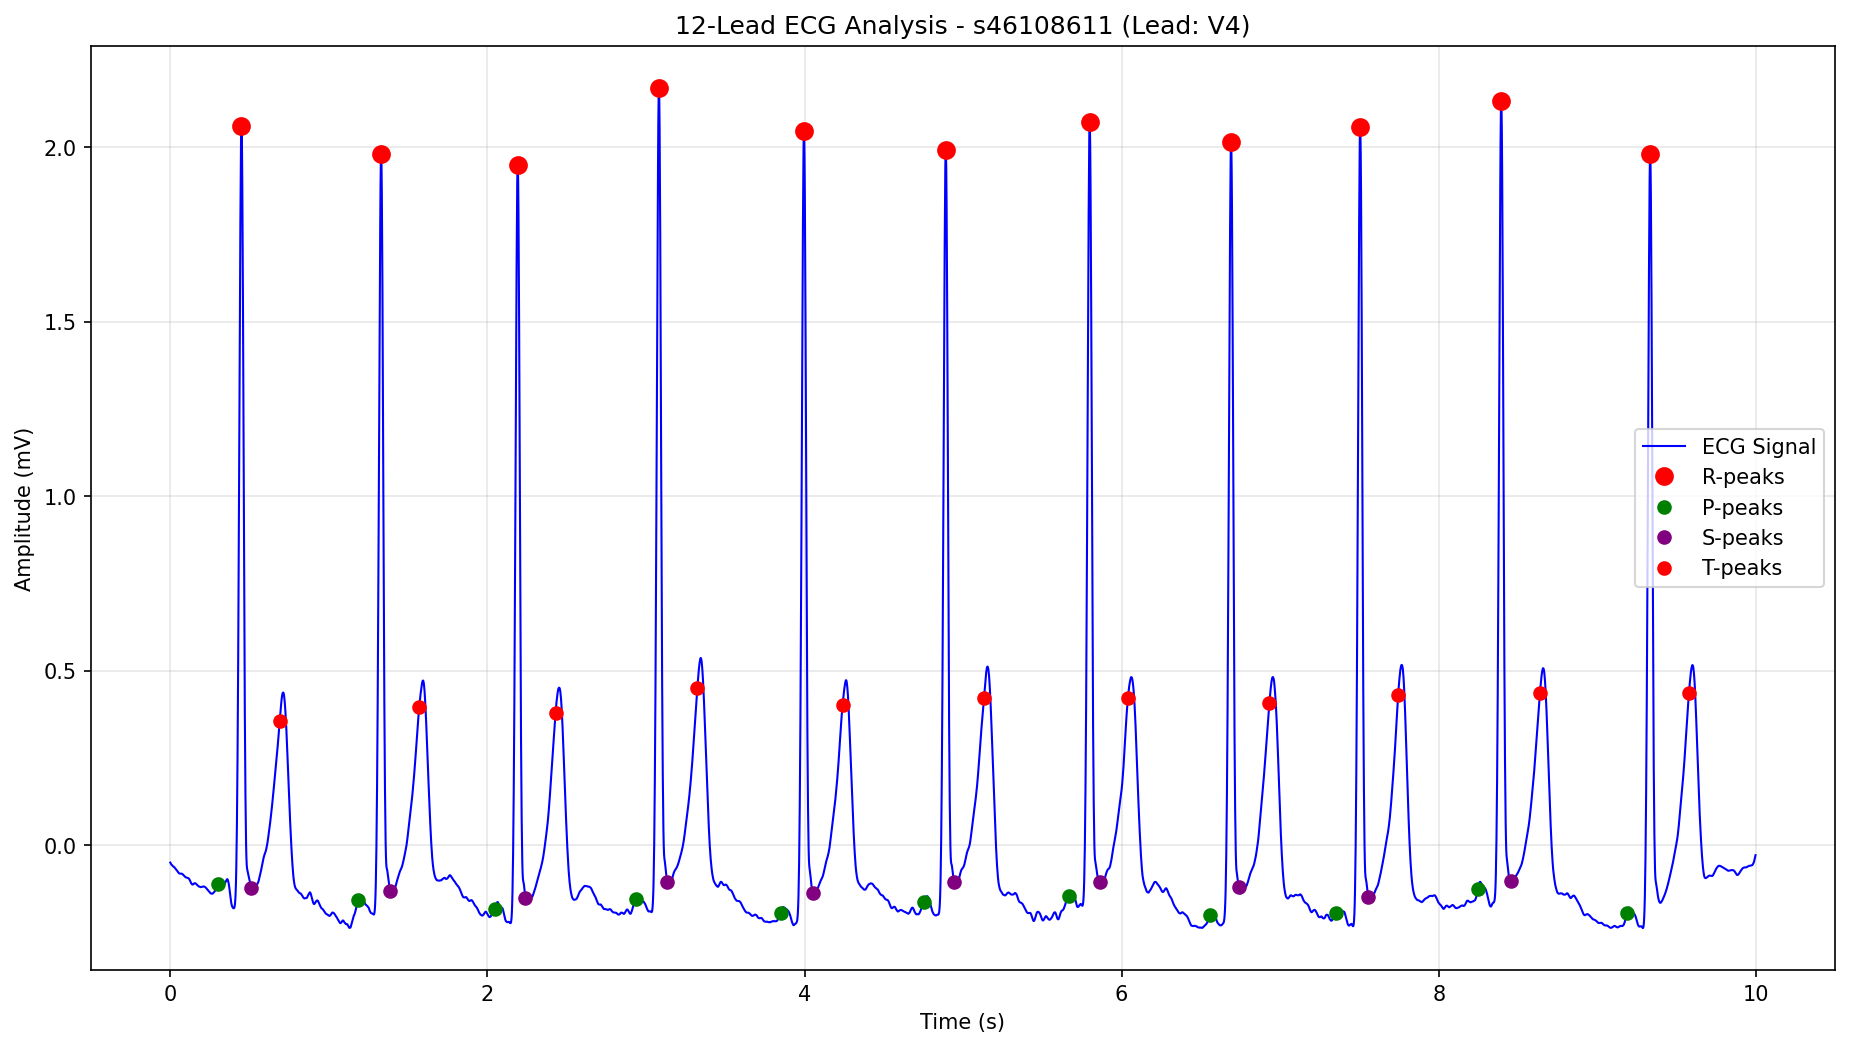 12-Lead ECG Analysis - s46108611 (Lead: V4)
Amplitude (mV)
2.0
1.5
1.0
0.5
0.0
ECG Signal
R-peaks
P-peaks
S-peaks
T-peaks
0 2 4 6 8 10
Time (s)